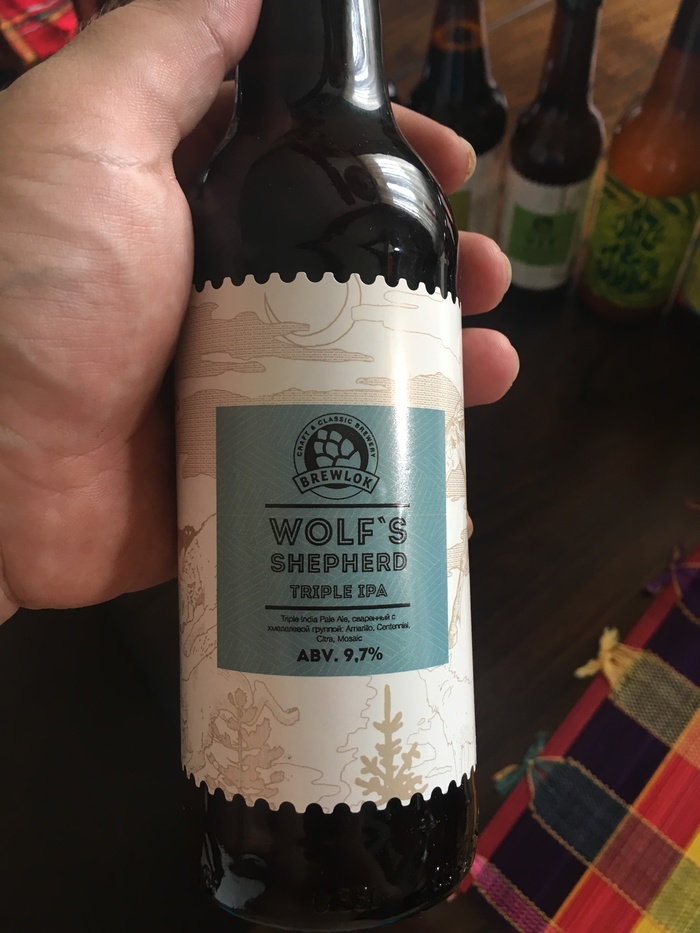 CRAFT & CLASSIC BREWERY
BREWLOK
WOLF`S
SHEPHERD
TRIPLE IPA
Triple India Pale Ale, сваренный с
хмеделевой группой: Amarillo, Centennial,
Citra, Mosaic
ABV. 9,7%